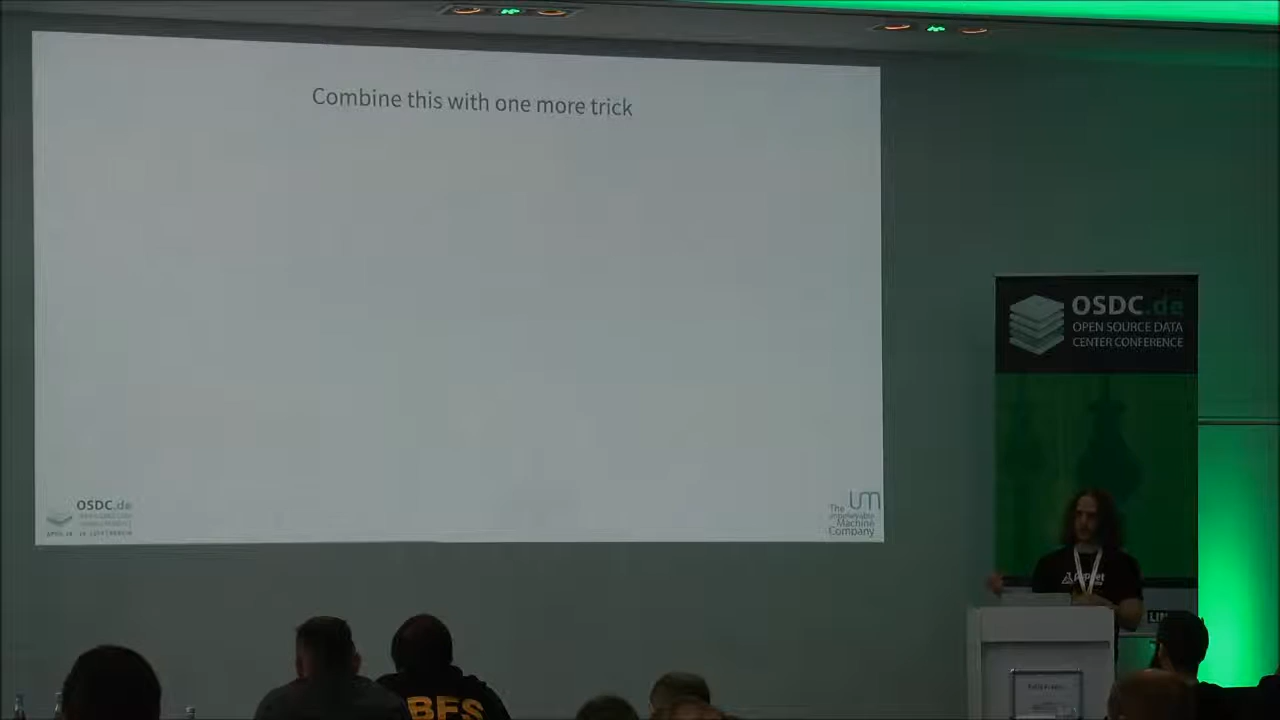 Combine this with one more trick
OSDC.de
The
Machine
Company
OSDC.de
OPEN SOURCE DATA
CENTER CONFERENCE
BFS